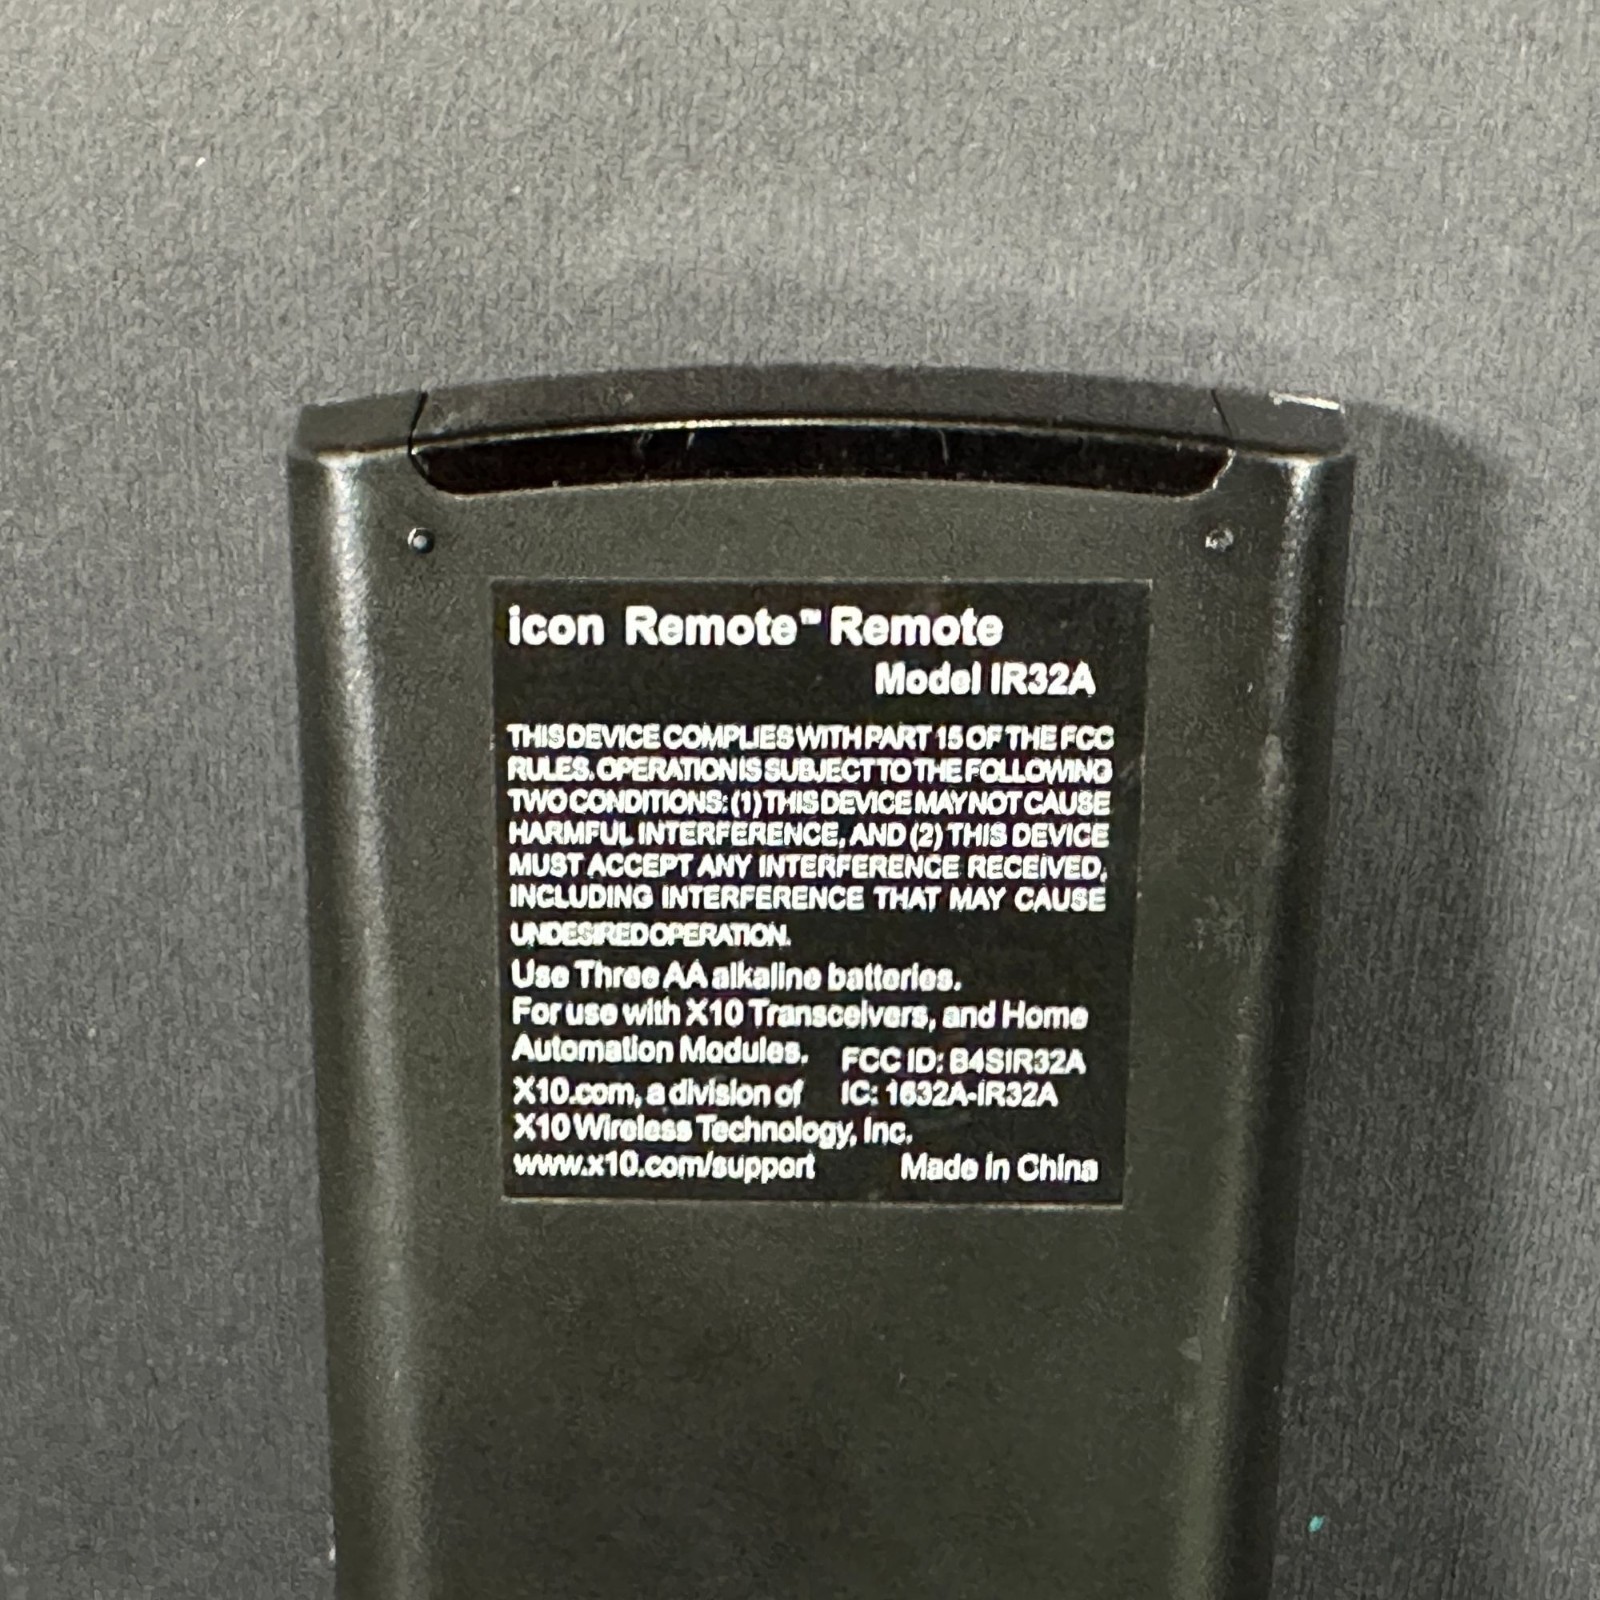 icon Remote™ Remote
Model IR32A
THIS DEVICE COMPLIES WITH PART 15 OF THE FCC
RULES. OPERATION IS SUBJECT TO THE FOLLOWING
TWO CONDITIONS: (1) THIS DEVICE MAY NOT CAUSE
HARMFUL INTERFERENCE, AND (2) THIS DEVICE
MUST ACCEPT ANY INTERFERENCE RECEIVED,
INCLUDING INTERFERENCE THAT MAY CAUSE
UNDESIRED OPERATION.
Use Three AA alkaline batteries.
For use with X10 Transceivers, and Home
Automation Modules.
FCC ID: B4SIR32A
X10.com, a division of
IC: 1632A-IR32A
X10 Wireless Technology, Inc.
www.x10.com/support
Made in China